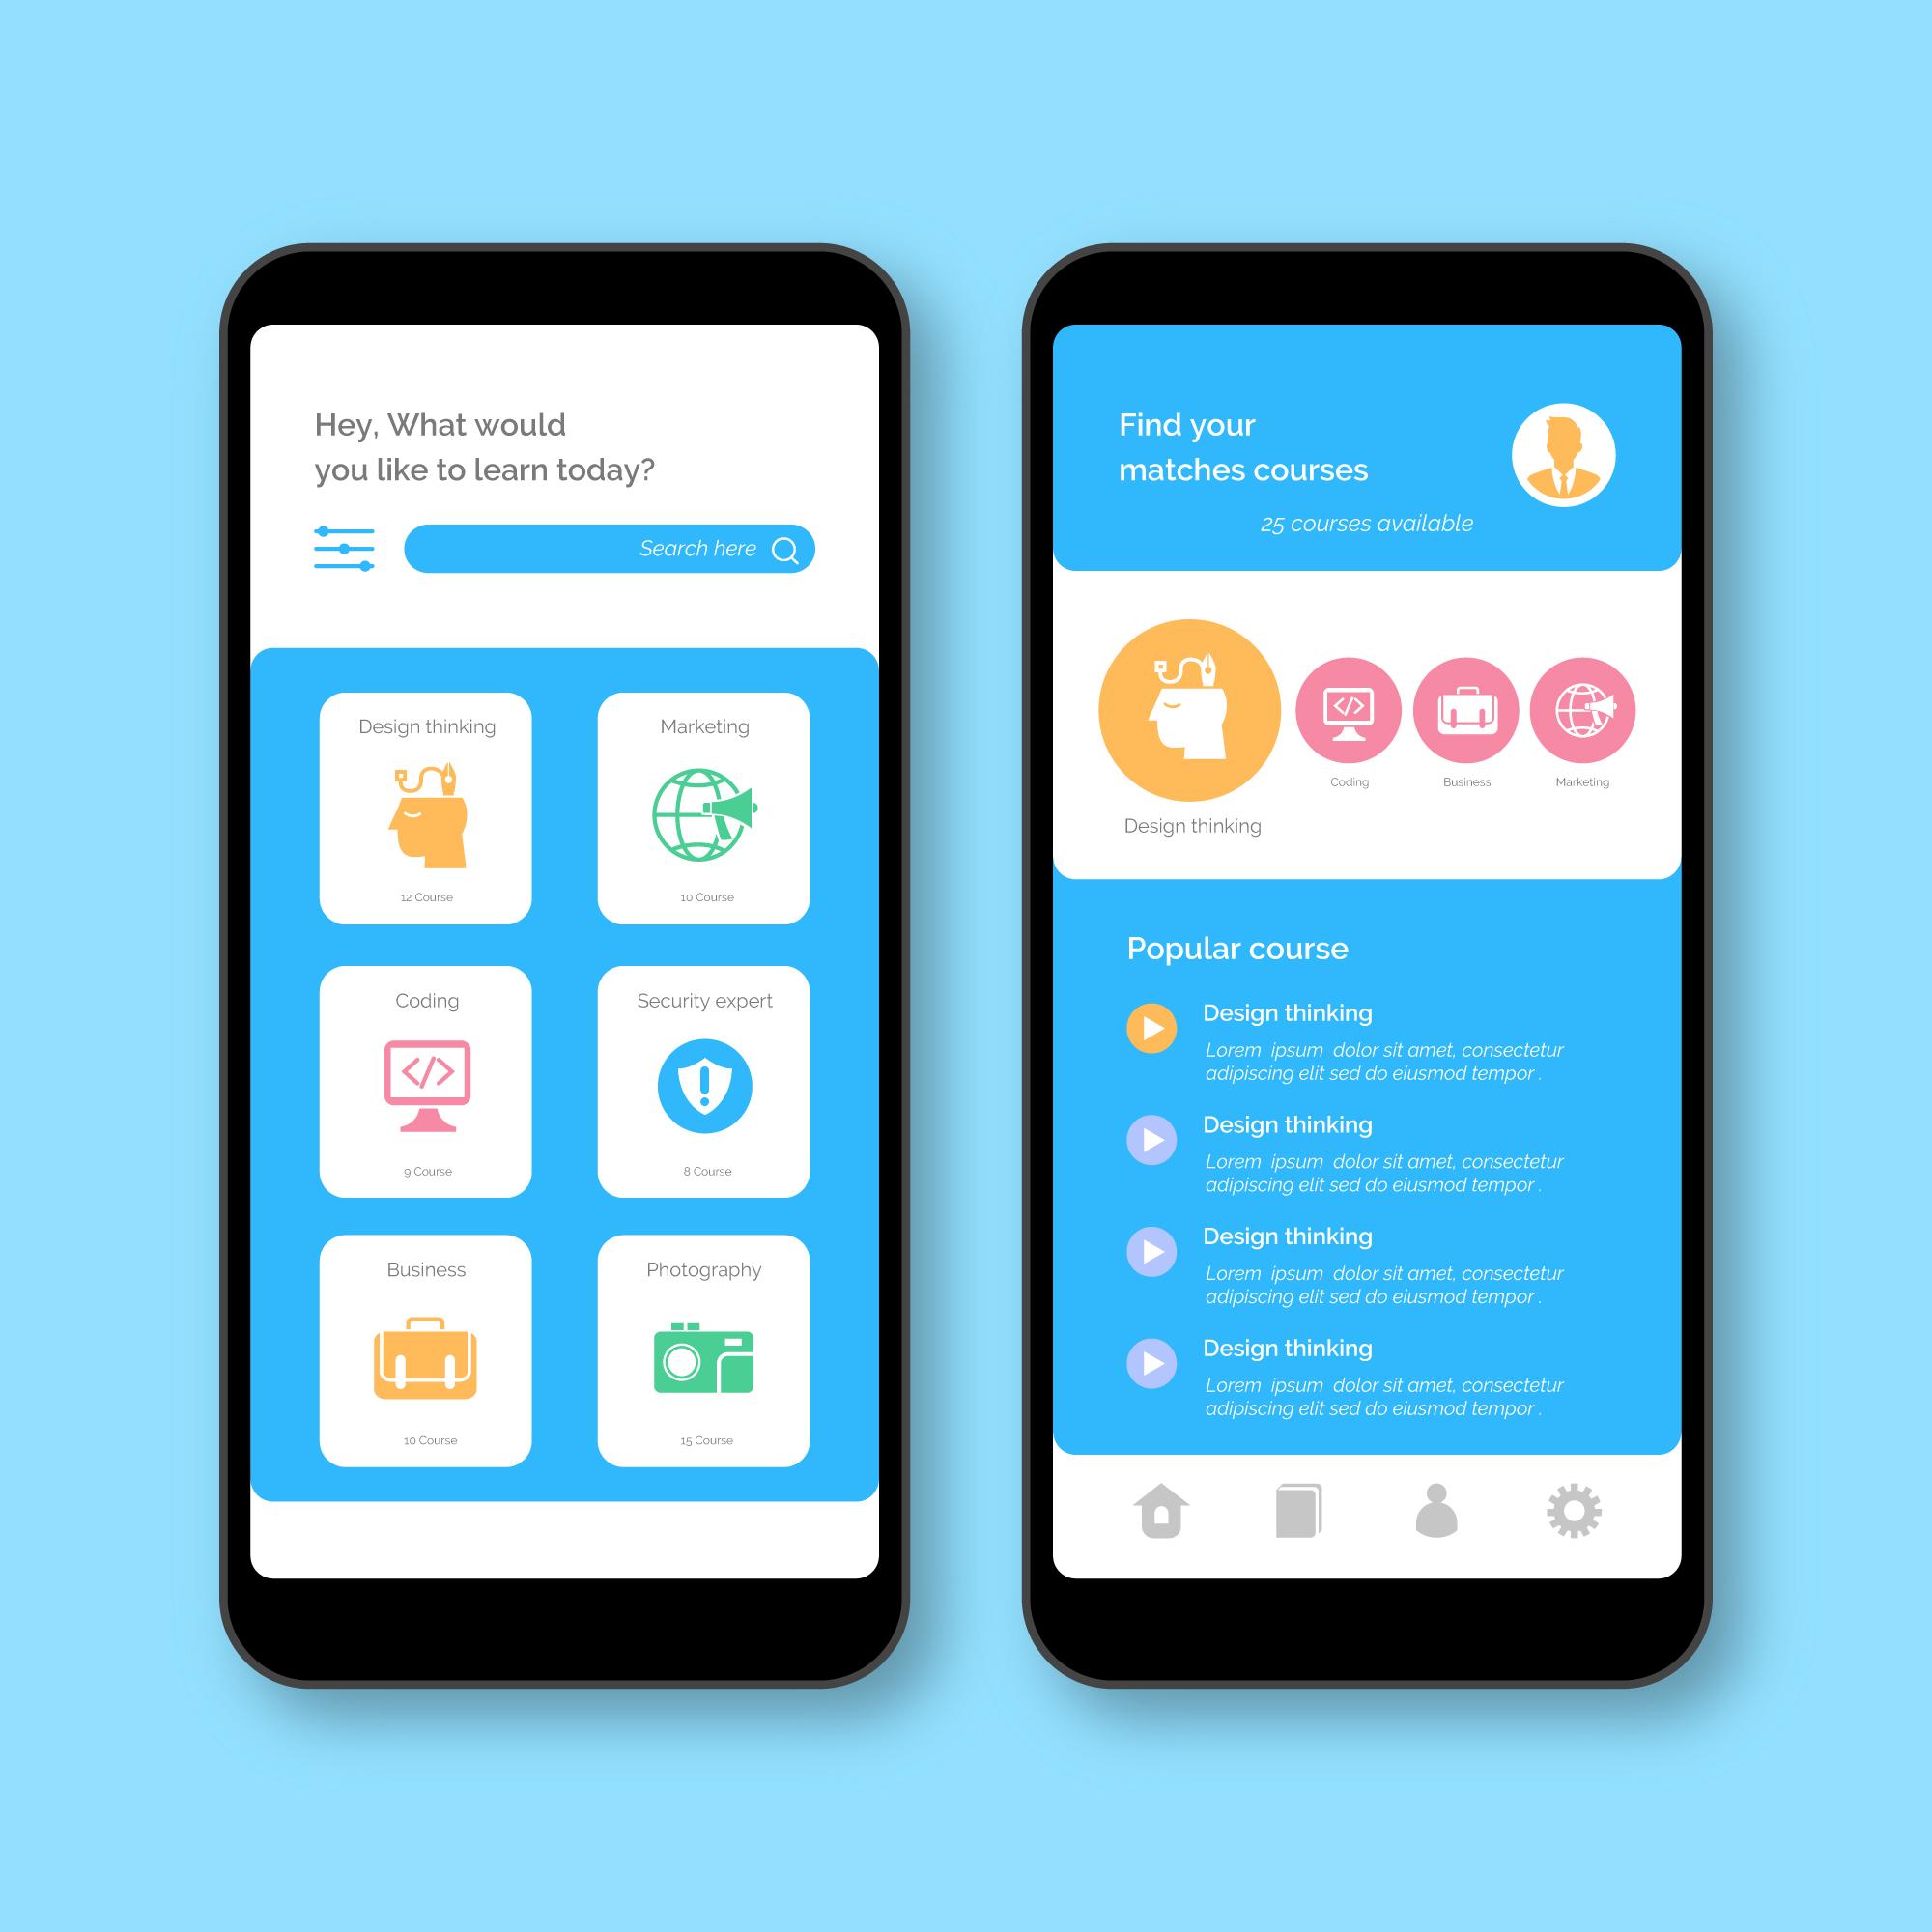 Hey, What would
you like to learn today?
Search here
Design thinking
12 Course
Marketing
10 Course
Coding
9 Course
Security expert
8 Course
Business
10 Course
Photography
15 Course
Find your
matches courses
25 courses available
Design thinking
Coding
Business
Marketing
Popular course
Design thinking
Lorem ipsum dolor sit amet, consectetur
adipiscing elit sed do eiusmod tempor .
Design thinking
Lorem ipsum dolor sit amet, consectetur
adipiscing elit sed do eiusmod tempor .
Design thinking
Lorem ipsum dolor sit amet, consectetur
adipiscing elit sed do eiusmod tempor .
Design thinking
Lorem ipsum dolor sit amet, consectetur
adipiscing elit sed do eiusmod tempor .